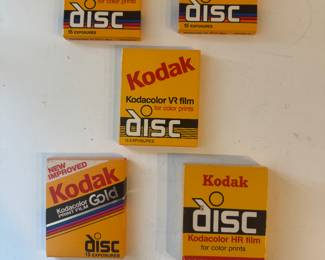 for color prints
disc
15 EXPOSURES
for color prints
disc
15 EXPOSURES
Kodak
Kodacolor VR film
for color prints
disc
15 EXPOSURES
NEW
IMPROVED
Kodak
Kodacolor
Gold
PRINT FILM
disc
15 EXPOSURES
Kodak
disc
Kodacolor HR film
for color prints